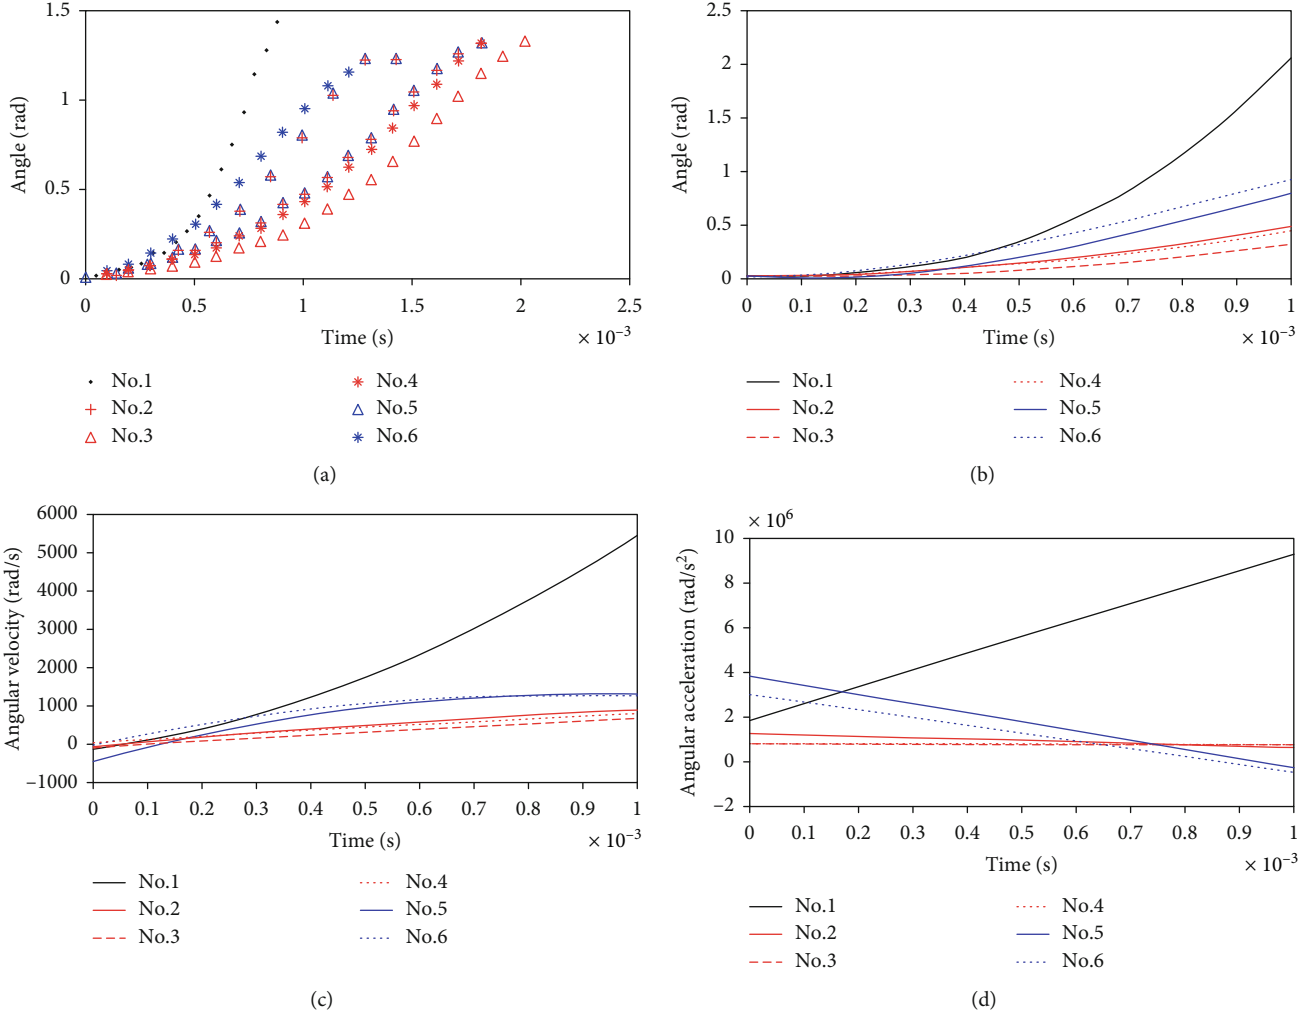 1.5
1
0.5
0
Angle (rad)
0
0.5
1
1.5
2
2.5
Time (s)
× 10–3
No.1
No.2
No.3
No.4
No.5
No.6
(a)
2.5
2
1.5
1
0.5
0
Angle (rad)
0
0.1
0.2
0.3
0.4
0.5
0.6
0.7
0.8
0.9
1
Time (s)
× 10–3
No.1
No.2
No.3
No.4
No.5
No.6
(b)
6000
5000
4000
3000
2000
1000
0
–1000
Angular velocity (rad/s)
0
0.1
0.2
0.3
0.4
0.5
0.6
0.7
0.8
0.9
1
Time (s)
× 10–3
No.1
No.2
No.3
No.4
No.5
No.6
(c)
× 106
10
8
6
4
2
0
–2
Angular acceleration (rad/s2)
0
0.1
0.2
0.3
0.4
0.5
0.6
0.7
0.8
0.9
1
Time (s)
× 10–3
No.1
No.2
No.3
No.4
No.5
No.6
(d)